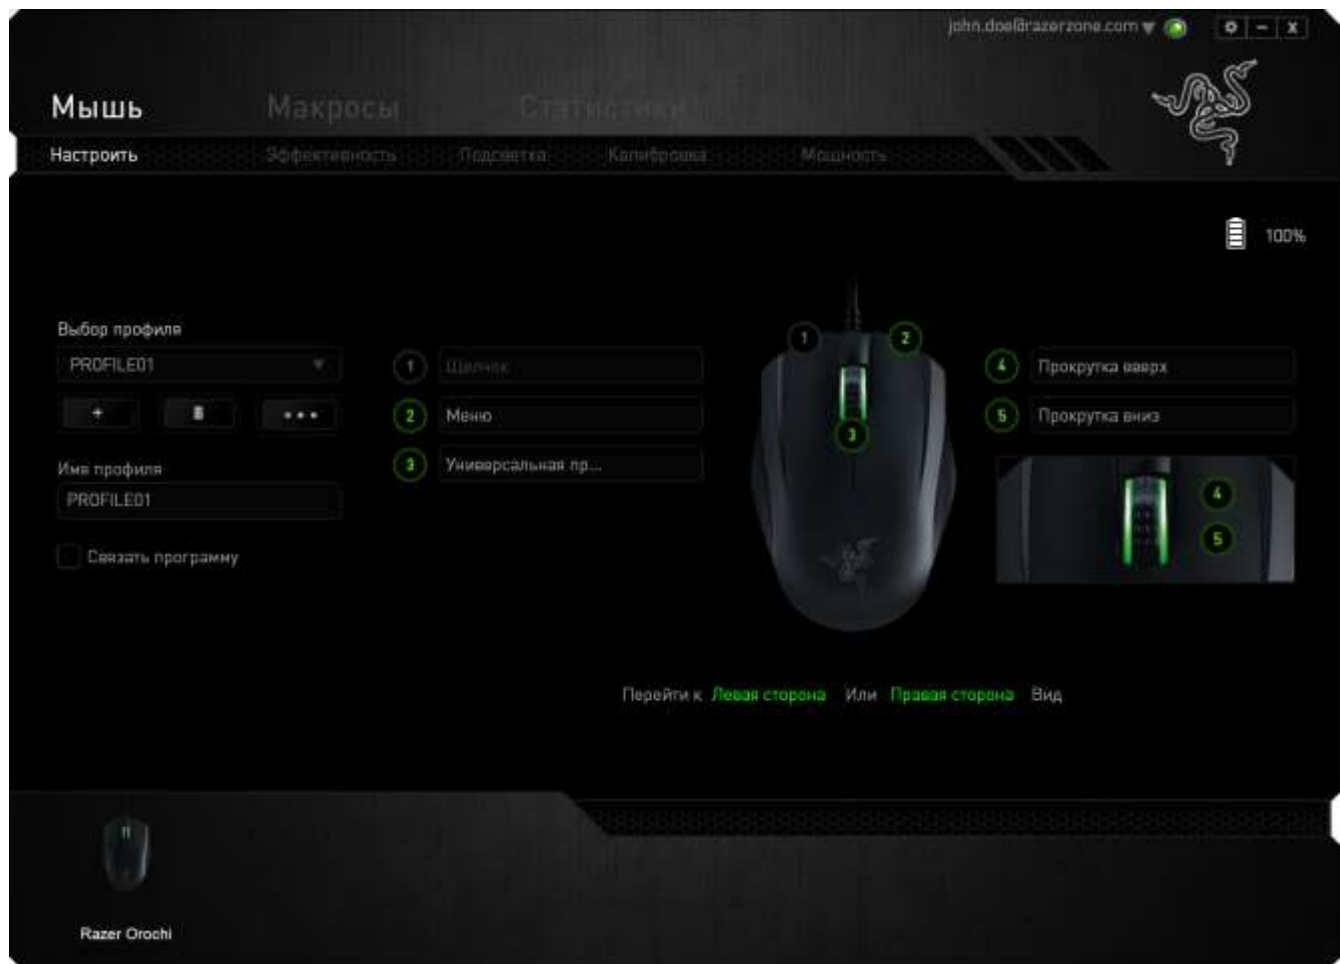 john.doe@razerzone.com
Мышь Макросы Статистики
Настроить Эффективность Подсветка Калибровка Мощность
100%
Выбор профиля
PROFILE01
1 Щелчок
2 Меню
3 Универсальная пр...
Имя профиля
PROFILE01
Связать программу
1 2
3
4 Прокрутка вверх
5 Прокрутка вниз
4
5
Перейти к Левая сторона Или Правая сторона Вид
Razer Orochi